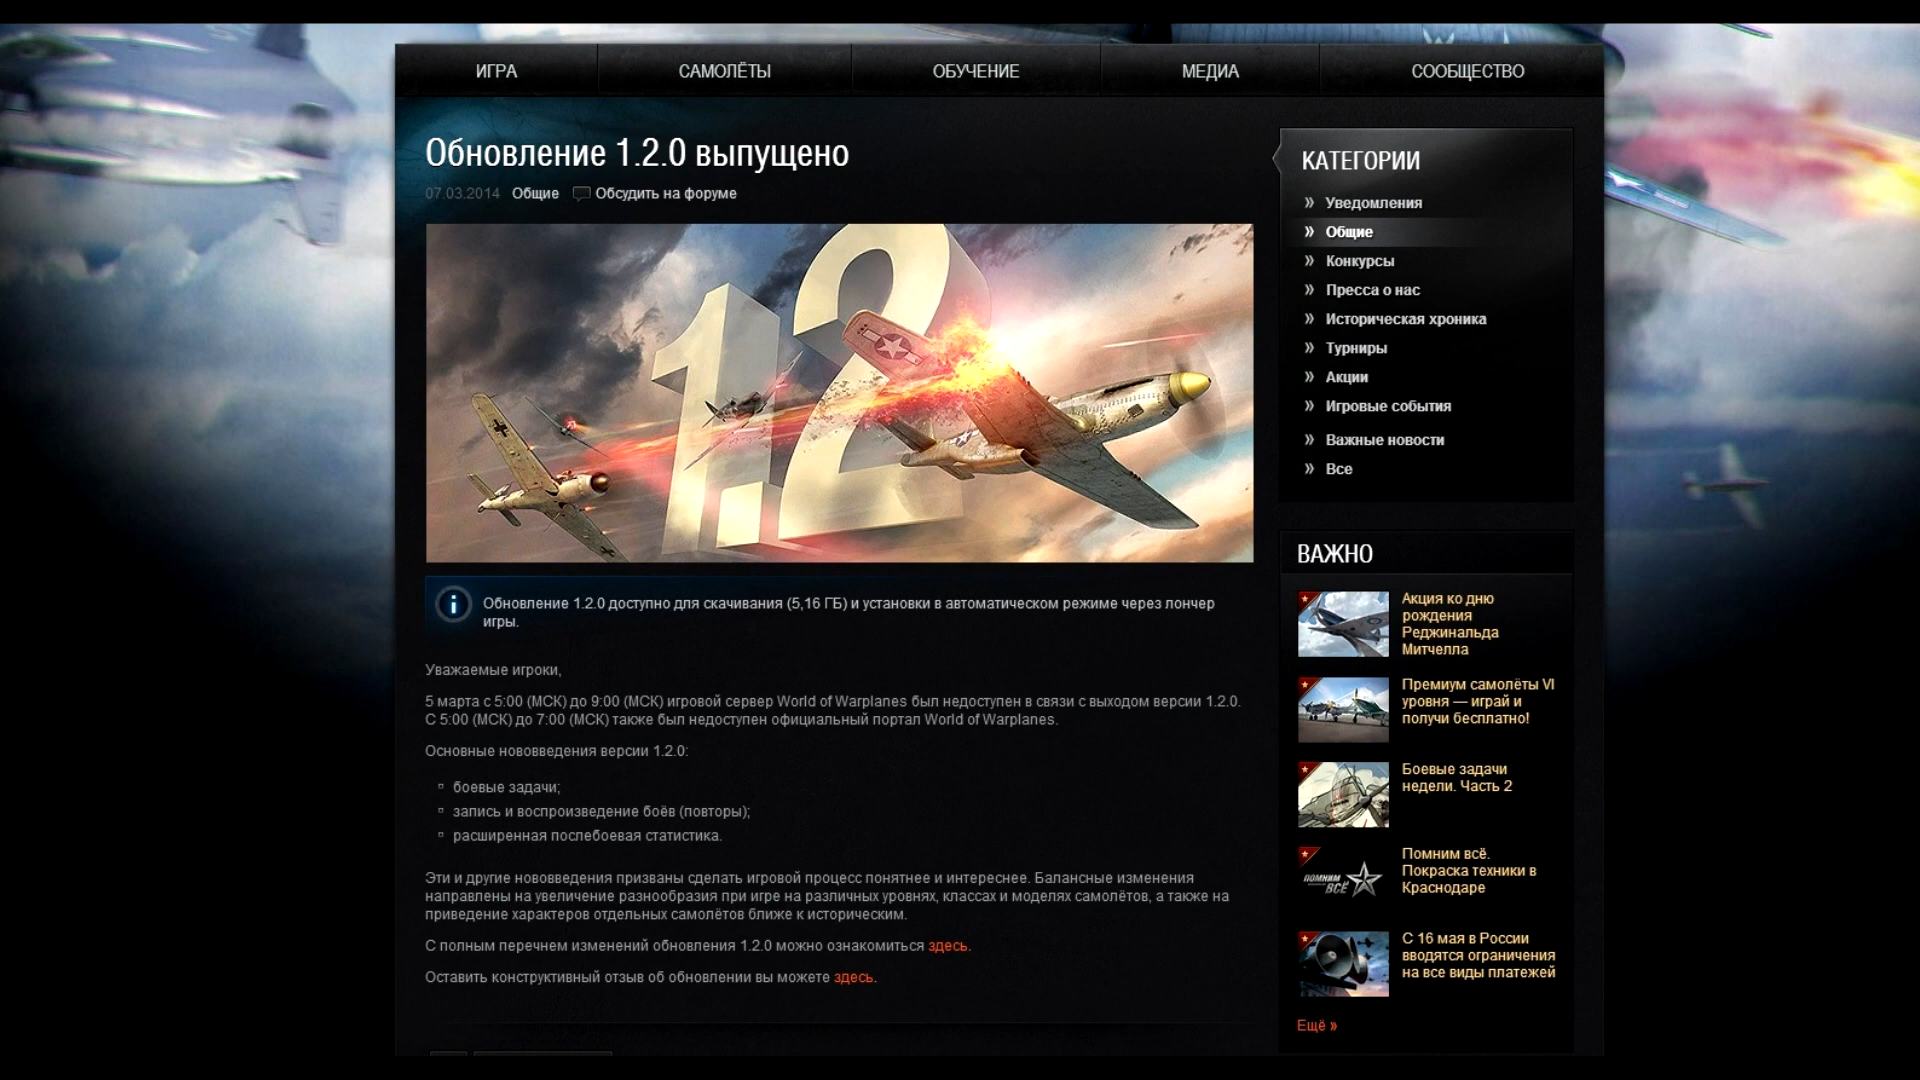 ИГРА
САМОЛЁТЫ
ОБУЧЕНИЕ
МЕДИА
СООБЩЕСТВО
Обновление 1.2.0 выпущено
07.03.2014 Общие Обсудить на форуме
1.2
Обновление 1.2.0 доступно для скачивания (5,16 ГБ) и установки в автоматическом режиме через лончер
игры.
Уважаемые игроки,
5 марта с 5:00 (МСК) до 9:00 (МСК) игровой сервер World of Warplanes был недоступен в связи с выходом версии 1.2.0.
С 5:00 (МСК) до 7:00 (МСК) также был недоступен официальный портал World of Warplanes.
Основные нововведения версии 1.2.0:
боевые задачи;
запись и воспроизведение боёв (повторы);
расширенная послебоевая статистика.
Эти и другие нововведения призваны сделать игровой процесс понятнее и интереснее. Балансные изменения
направлены на увеличение разнообразия при игре на различных уровнях, классах и моделях самолётов, а также на
приведение характеров отдельных самолётов ближе к историческим.
С полным перечнем изменений обновления 1.2.0 можно ознакомиться здесь.
Оставить конструктивный отзыв об обновлении вы можете здесь.
КАТЕГОРИИ
» Уведомления
» Общие
» Конкурсы
» Пресса о нас
» Историческая хроника
» Турниры
» Акции
» Игровые события
» Важные новости
» Все
ВАЖНО
Акция ко дню
рождения
Реджинальда
Митчелла
Премиум самолёты VI
уровня — играй и
получи бесплатно!
Боевые задачи
недели. Часть 2
ПОМНИМ
ВСЁ
Помним всё.
Покраска техники в
Краснодаре
С 16 мая в России
вводятся ограничения
на все виды платежей
Ещё »